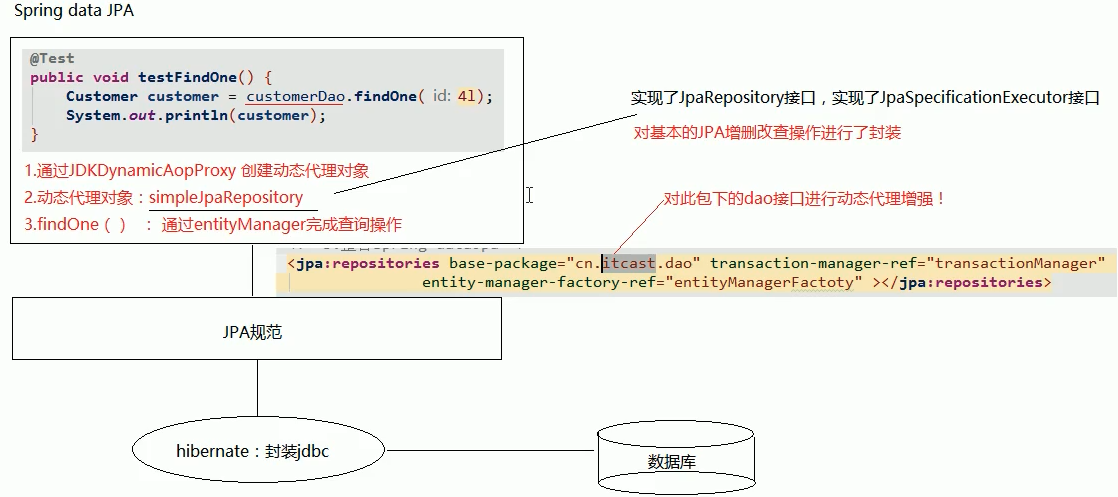 Spring data JPA
@Test
public void testFindOne() {
Customer customer = customerDao.findOne( id: 4l);
System.out.println(customer);
}
1.通过JDKDynamicAopProxy 创建动态代理对象
2.动态代理对象：simpleJpaRepository
3.findOne（ ） ： 通过entityManager完成查询操作
实现了JpaRepository接口，实现了JpaSpecificationExecutor接口
对基本的JPA增删改查操作进行了封装
对此包下的dao接口进行动态代理增强！
<jpa:repositories base-package="cn.itcast.dao" transaction-manager-ref="transactionManager"
entity-manager-factory-ref="entityManagerFactoty" ></jpa:repositories>
JPA规范
hibernate：封装jdbc
数据库